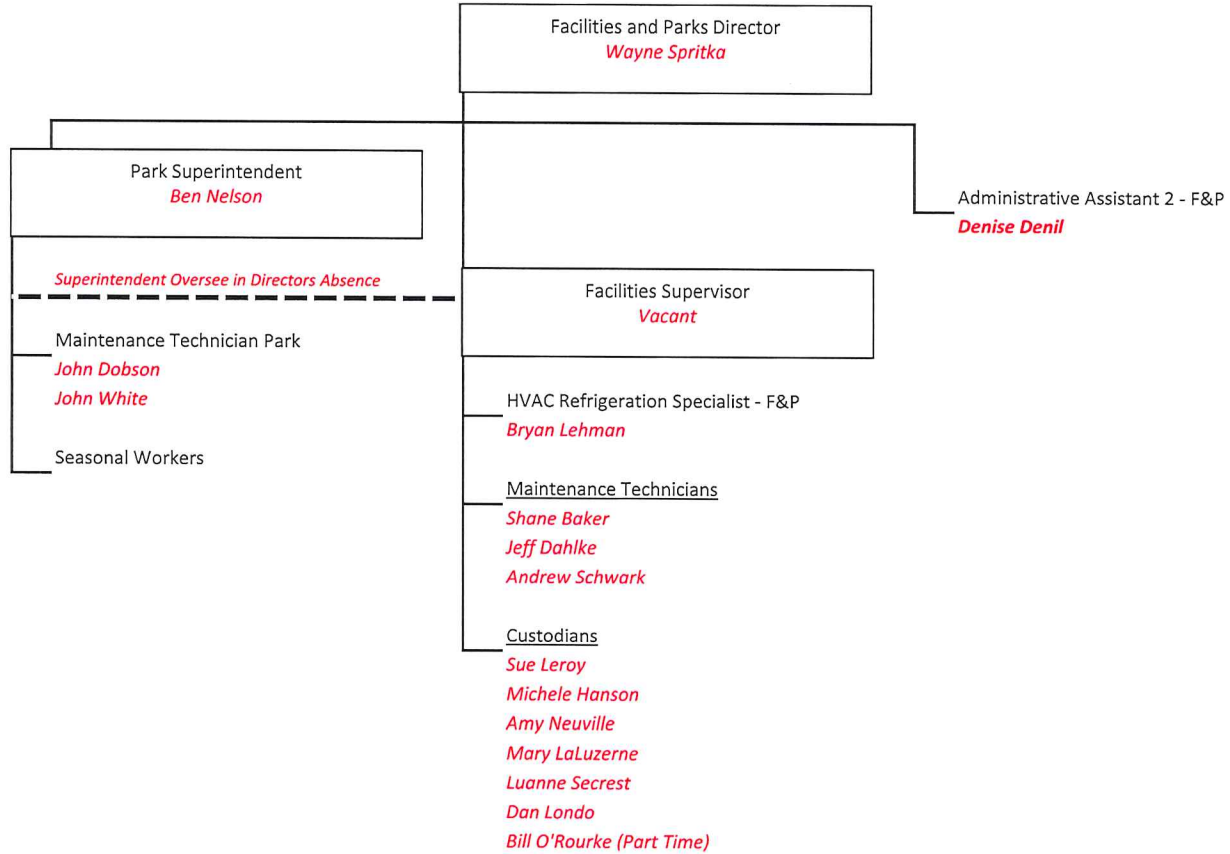 Facilities and Parks Director
Wayne Spritka
Park Superintendent
Ben Nelson
Administrative Assistant 2 - F&P
Denise Denil
Superintendent Oversee in Directors Absence
Facilities Supervisor
Vacant
Maintenance Technician Park
John Dobson
John White
Seasonal Workers
HVAC Refrigeration Specialist - F&P
Bryan Lehman
Maintenance Technicians
Shane Baker
Jeff Dahlke
Andrew Schwark
Custodians
Sue Leroy
Michele Hanson
Amy Neuville
Mary LaLuzerne
Luanne Secrest
Dan Londo
Bill O'Rourke (Part Time)